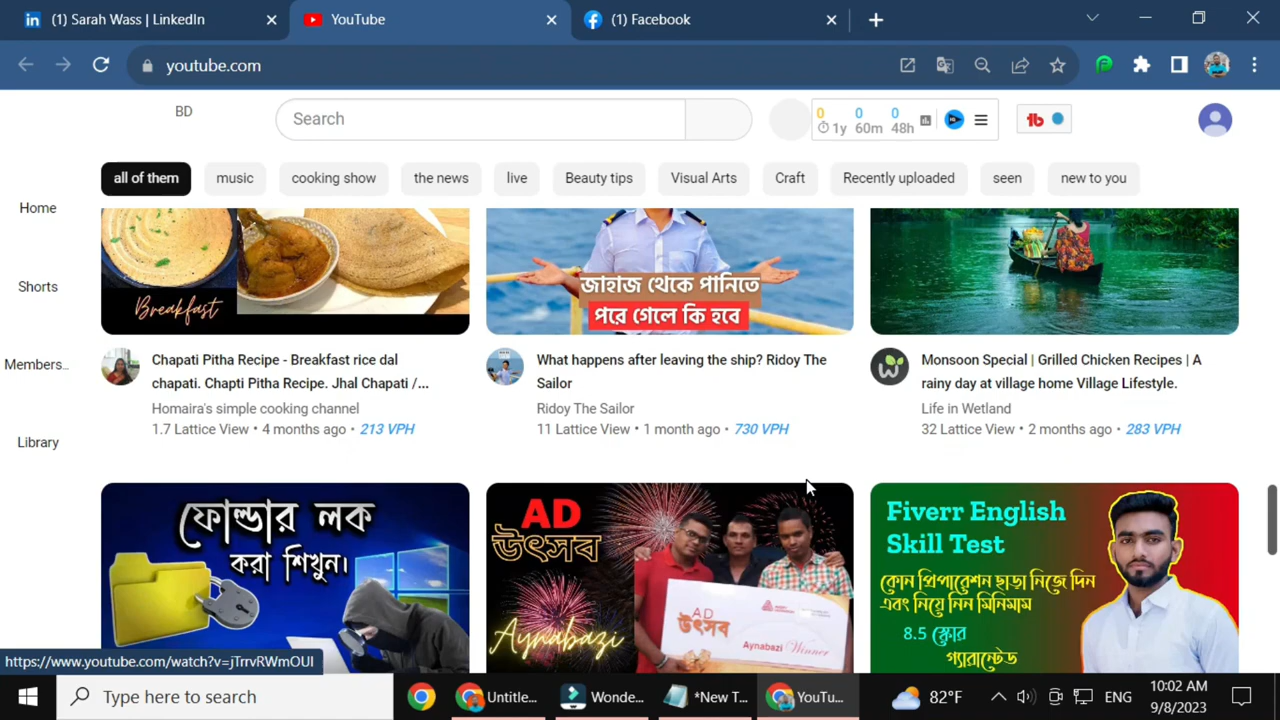 (1) Sarah Wass | LinkedIn
YouTube
(1) Facebook
youtube.com
BD
Search
0 0 0
1y 60m 48h
all of them
music
cooking show
the news
live
Beauty tips
Visual Arts
Craft
Recently uploaded
seen
new to you
Home
Shorts
Members...
Library
Breakfast
জাহাজ থেকে পানিতে
পরে গেলে কি হবে
Chapati Pitha Recipe - Breakfast rice dal
chapati. Chapti Pitha Recipe. Jhal Chapati /...
Homaira's simple cooking channel
1.7 Lattice View • 4 months ago • 213 VPH
What happens after leaving the ship? Ridoy The
Sailor
Ridoy The Sailor
11 Lattice View • 1 month ago • 730 VPH
Monsoon Special | Grilled Chicken Recipes | A
rainy day at village home Village Lifestyle.
Life in Wetland
32 Lattice View • 2 months ago • 283 VPH
ফোল্ডার লক
করা শিখুন।
AD
উৎসব
Aynabazi
AD
উৎসব
Aynabazi Winner
Fiverr English
Skill Test
কোন প্রিপারেশন ছাড়া নিজে দিন
এবং নিয়ে নিন মিনিমাম
8.5 স্কোর
গ্যারান্টেড
https://www.youtube.com/watch?v=jTrrvRWmOUI
Type here to search
Untitle...
Wonde...
*New T...
YouTu...
82°F
ENG
10:02 AM
9/8/2023